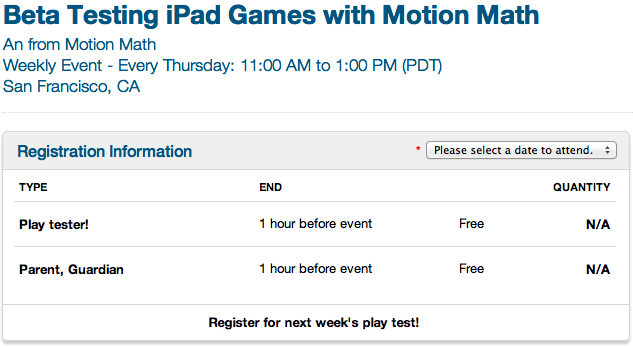 Beta Testing iPad Games with Motion Math
An from Motion Math
Weekly Event - Every Thursday: 11:00 AM to 1:00 PM (PDT)
San Francisco, CA
Registration Information * Please select a date to attend.
TYPE END QUANTITY
Play tester! 1 hour before event Free N/A
Parent, Guardian 1 hour before event Free N/A
Register for next week's play test!